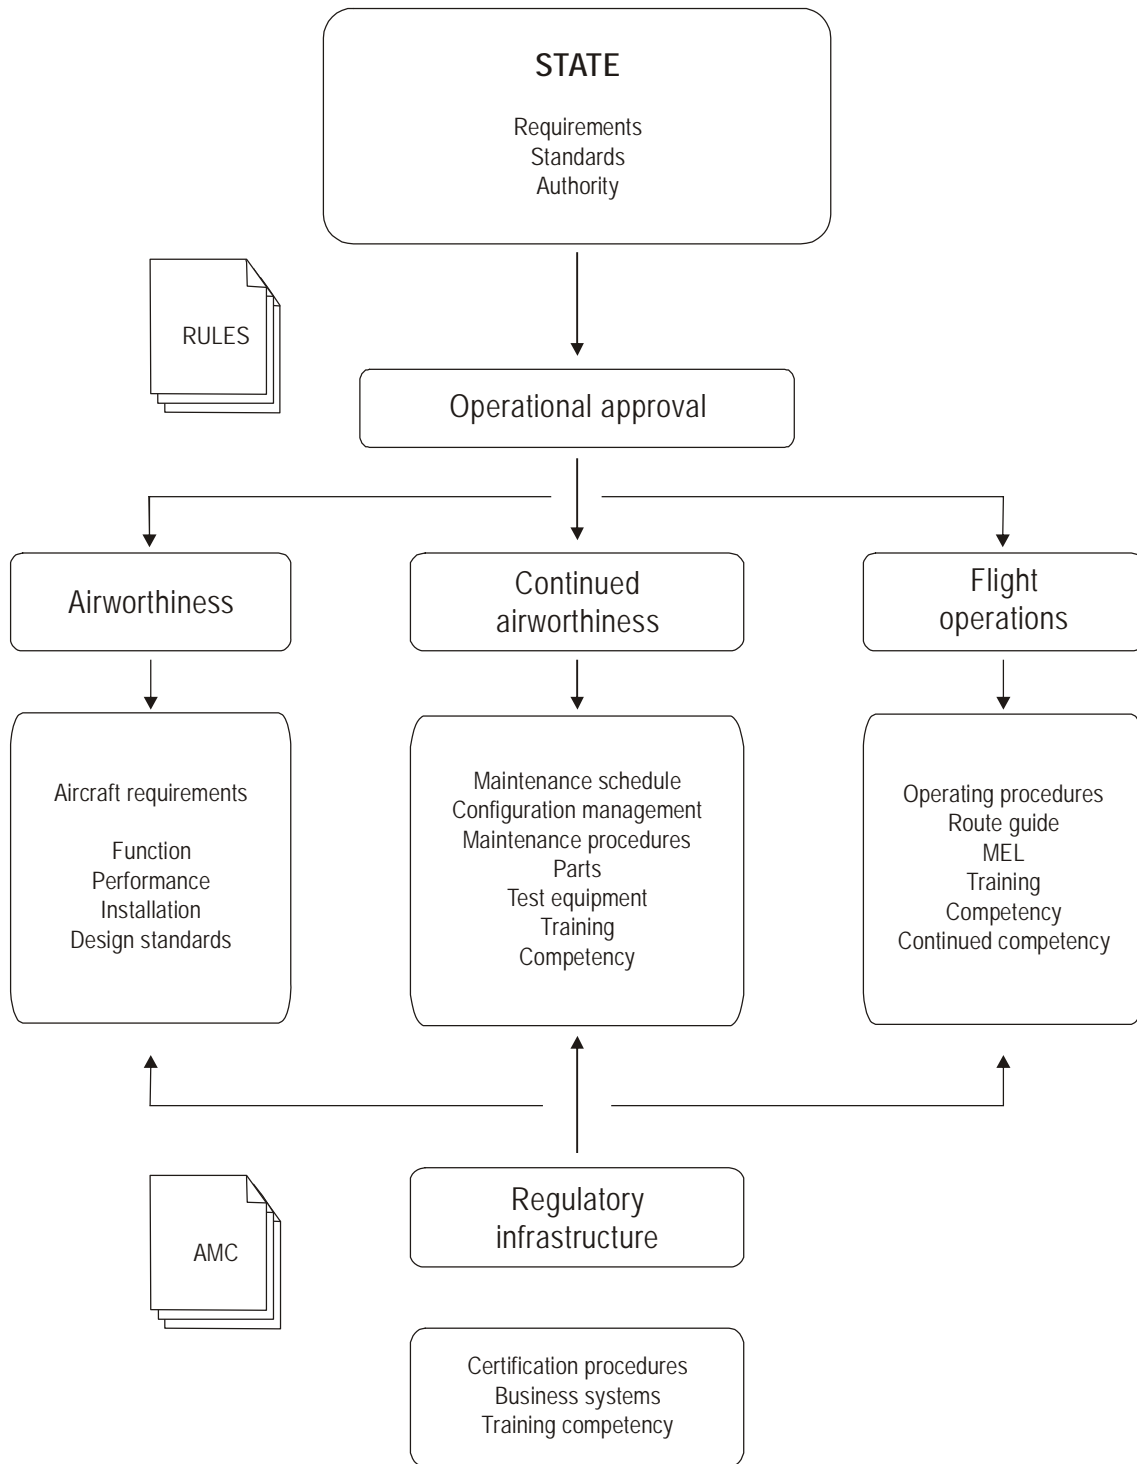 STATE
Requirements
Standards
Authority
RULES
Operational approval
Airworthiness
Continued
airworthiness
Flight
operations
Aircraft requirements
Function
Performance
Installation
Design standards
Maintenance schedule
Configuration management
Maintenance procedures
Parts
Test equipment
Training
Competency
Operating procedures
Route guide
MEL
Training
Competency
Continued competency
AMC
Regulatory
infrastructure
Certification procedures
Business systems
Training competency